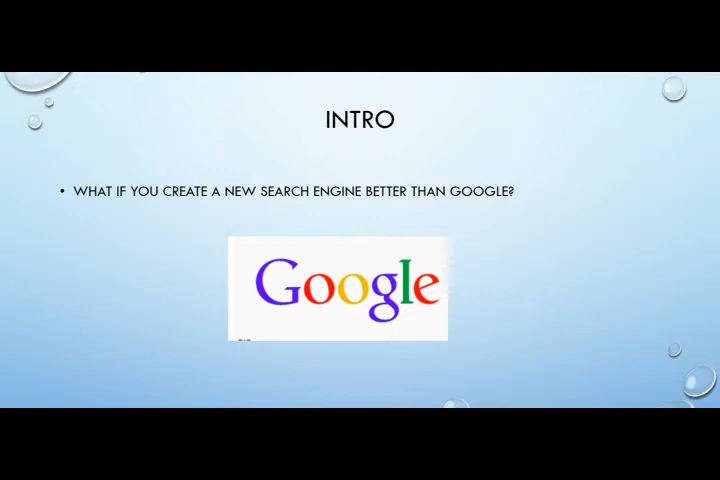 INTRO
• WHAT IF YOU CREATE A NEW SEARCH ENGINE BETTER THAN GOOGLE?
Google